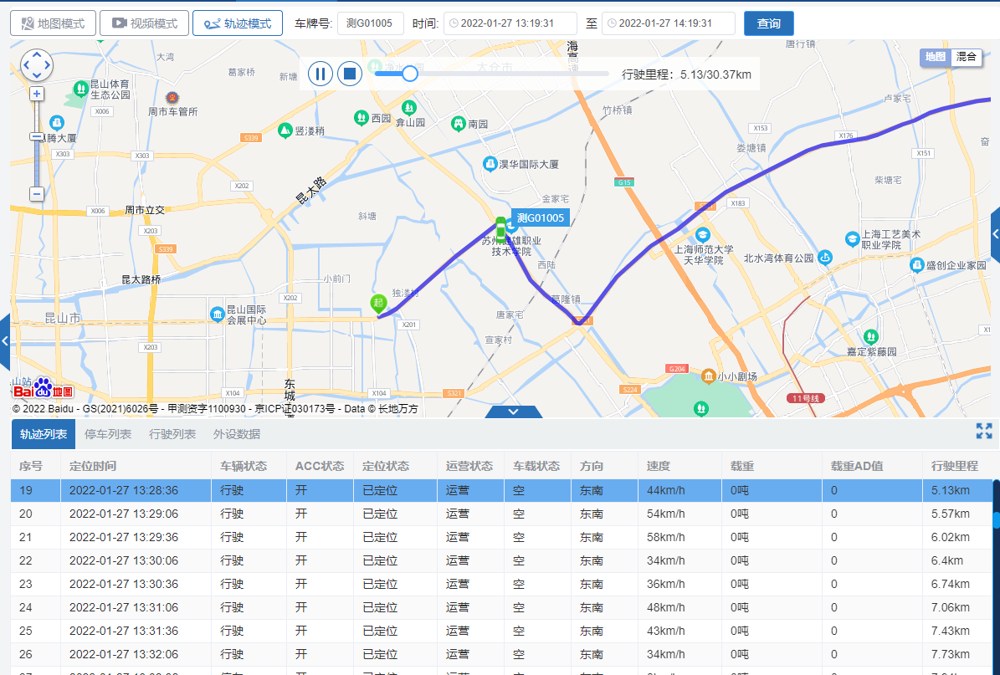 地图模式 视频模式 轨迹模式 车牌号: 测G01005 时间: 2022-01-27 13:19:31 至 2022-01-27 14:19:31 查询
大湾
葛家桥
新塘
太仓市
海高速
唐行镇
地图 混合
行驶里程：5.13/30.37km
昆山体育
生态公园
X006
周市车管所
腾大厦
X303
X303
S339
竖溇稍
西园
弇山园
南园
竹桥镇
卢家宅
X153
X176
娄塘镇
X151
奋
淏华国际大厦
G15
柴塘宅
X202
昆太路
金家宅
X183
X006
周市立交
斜塘
测G01005
X203
S339
苏州健雄职业
技术学院
上海师范大学
天华学院
上海工艺美术
职业学院
北水湾体育公园
盛创企业家园
西陆
昆太路桥
小前门
X202
独溇村
葛隆镇
起
昆山市
昆山国际
会展中心
X201
唐家宅
宣家村
X203
嘉定紫藤园
G204
小小剧场
山站
X104
东城
X104
S321
S224
11号线
Bai du 地图
© 2022 Baidu - GS(2021)6026号 - 甲测资字1100930 - 京ICP证030173号 - Data © 长地万方
轨迹列表 停车列表 行驶列表 外设数据
序号 定位时间 车辆状态 ACC状态 定位状态 运营状态 车载状态 方向 速度 载重 载重AD值 行驶里程
19 2022-01-27 13:28:36 行驶 开 已定位 运营 空 东南 44km/h 0吨 0 5.13km
20 2022-01-27 13:29:06 行驶 开 已定位 运营 空 东南 54km/h 0吨 0 5.57km
21 2022-01-27 13:29:36 行驶 开 已定位 运营 空 东南 58km/h 0吨 0 6.02km
22 2022-01-27 13:30:06 行驶 开 已定位 运营 空 东南 34km/h 0吨 0 6.4km
23 2022-01-27 13:30:36 行驶 开 已定位 运营 空 东南 36km/h 0吨 0 6.74km
24 2022-01-27 13:31:06 行驶 开 已定位 运营 空 东南 48km/h 0吨 0 7.06km
25 2022-01-27 13:31:36 行驶 开 已定位 运营 空 东南 43km/h 0吨 0 7.43km
26 2022-01-27 13:32:06 行驶 开 已定位 运营 空 东南 34km/h 0吨 0 7.73km